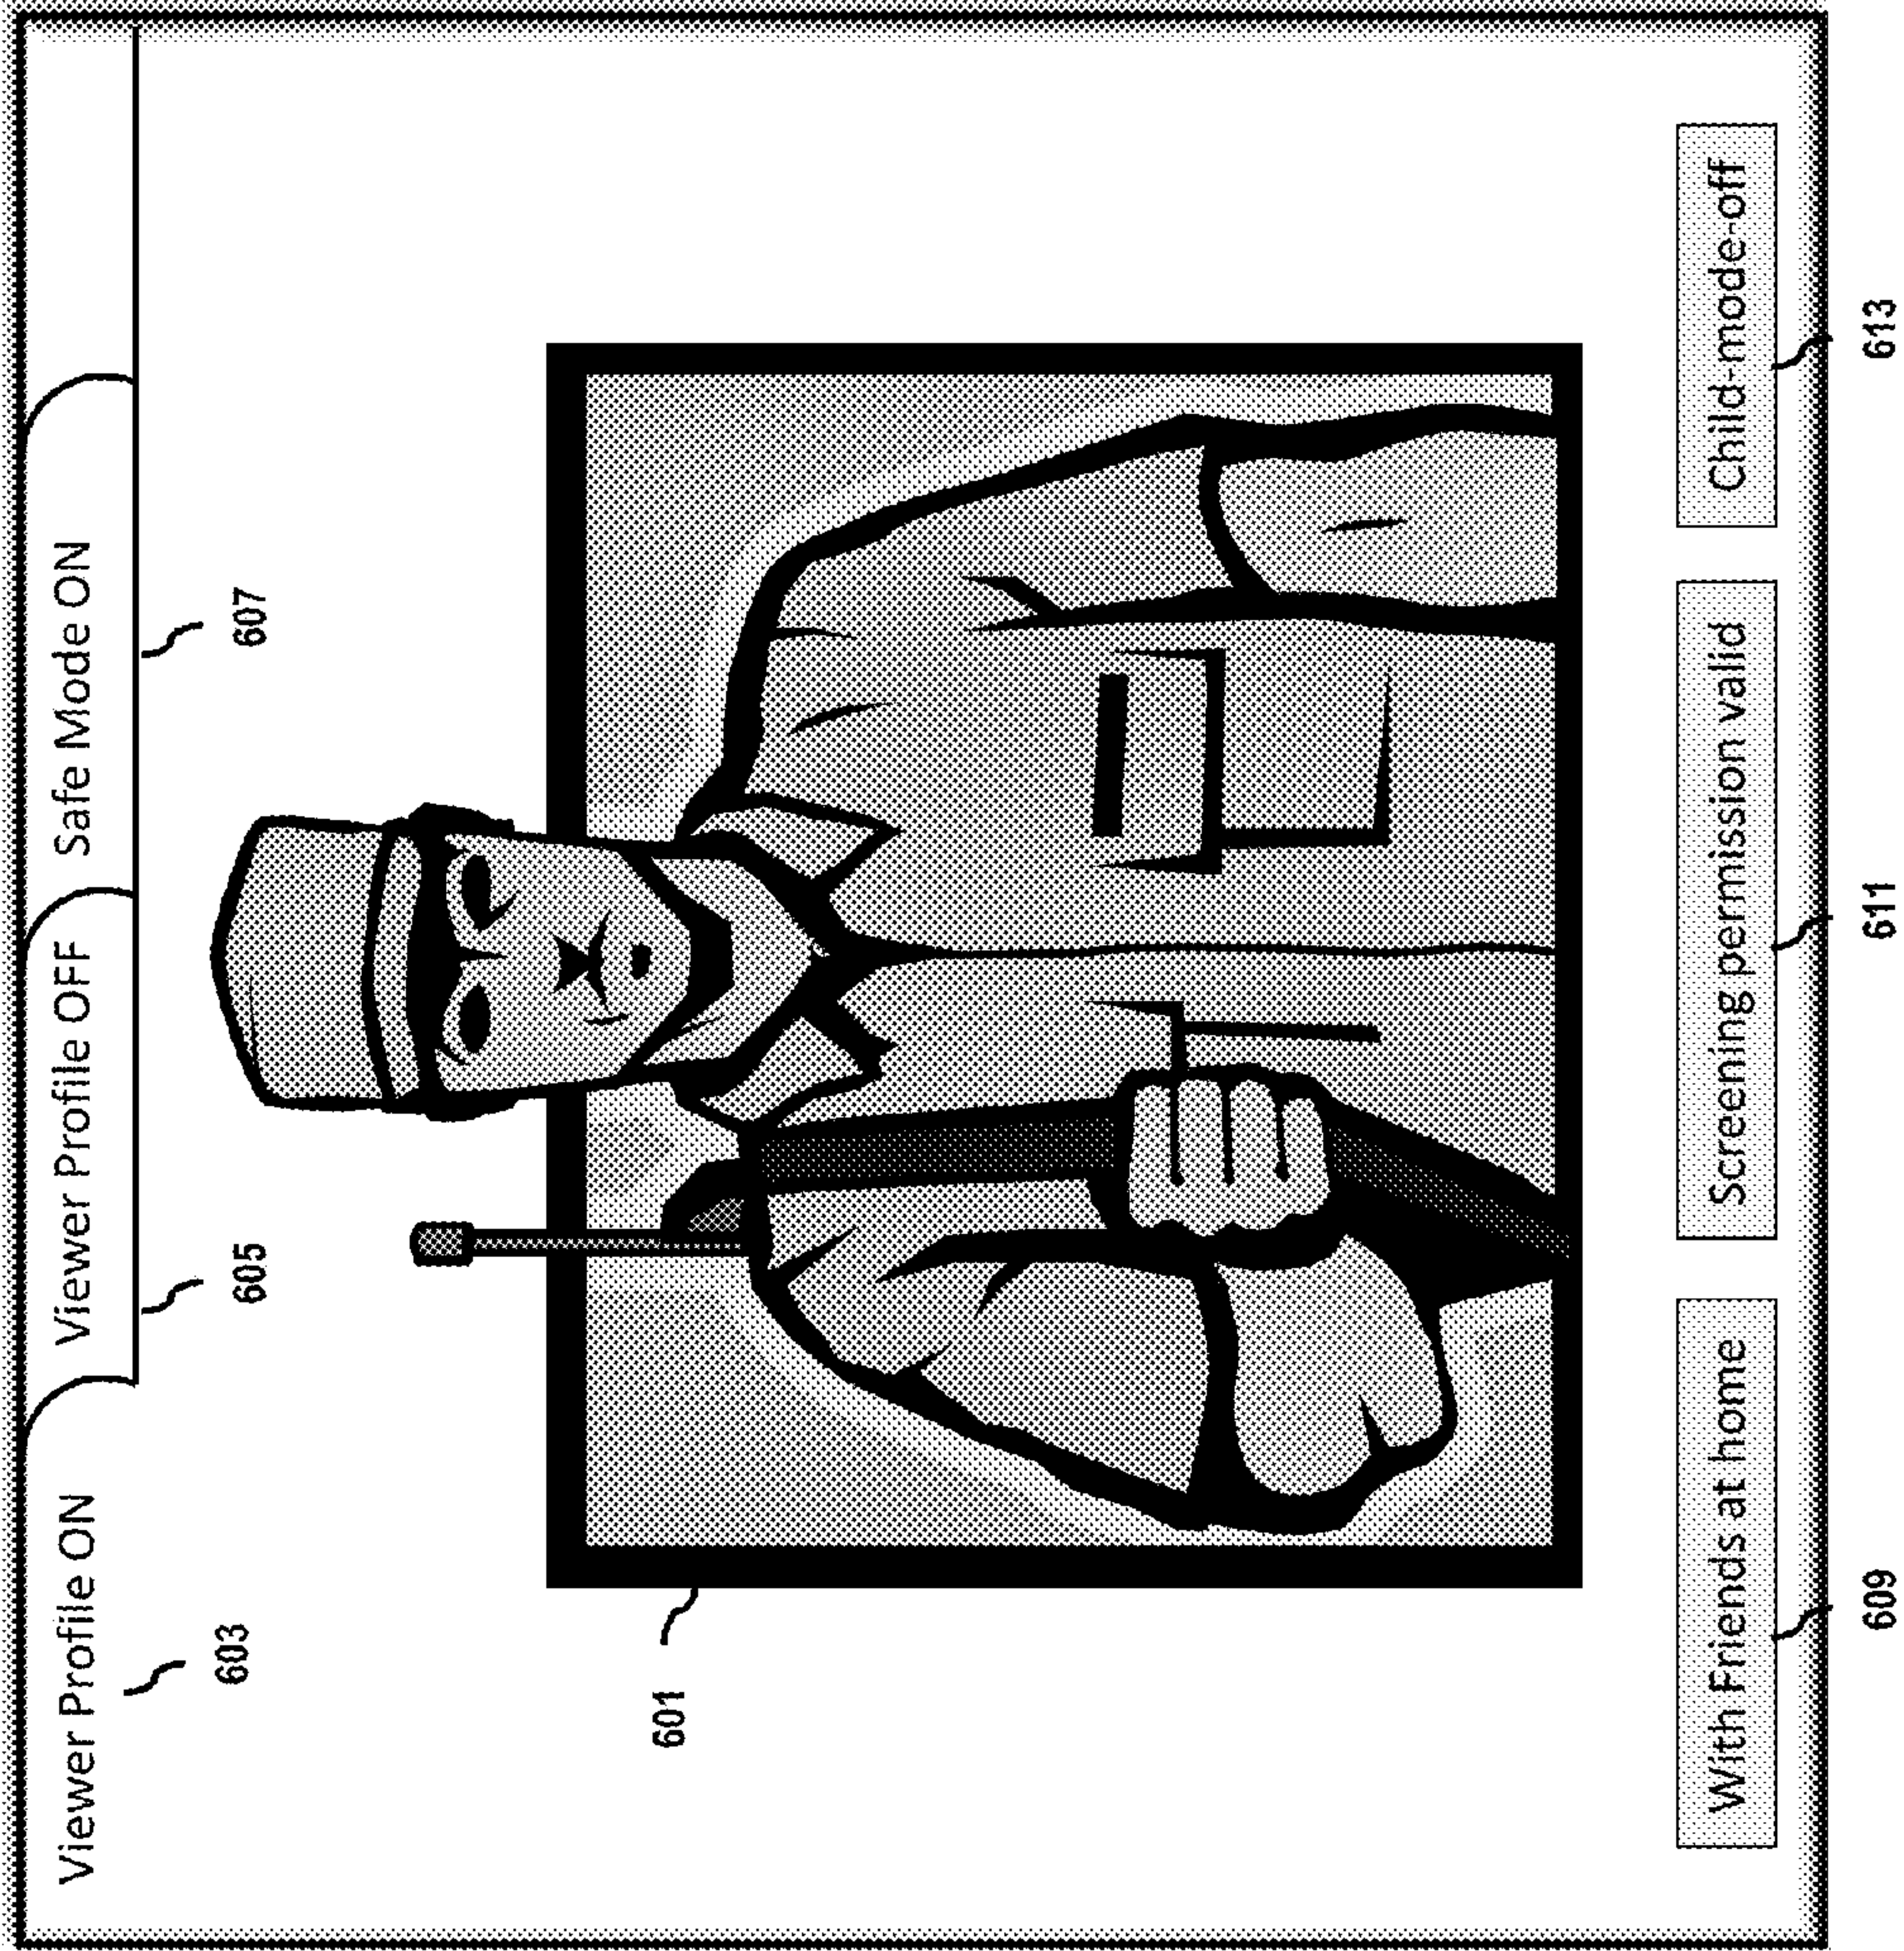 Viewer Profile ON
Viewer Profile OFF
Safe Mode ON
603
605
607
601
With Friends at home
Screening permission valid
Child-mode-off
609
611
613